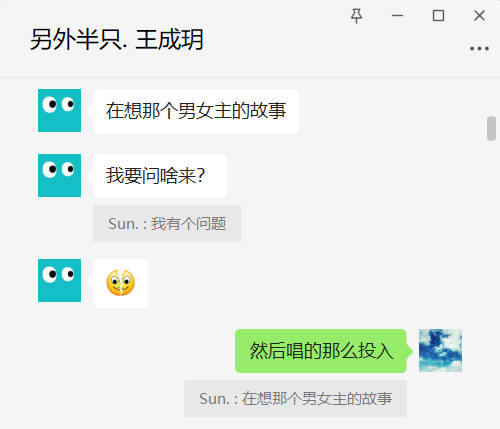 另外半只. 王成玥
在想那个男女主的故事
我要问啥来？
Sun. : 我有个问题
然后唱的那么投入
Sun. : 在想那个男女主的故事